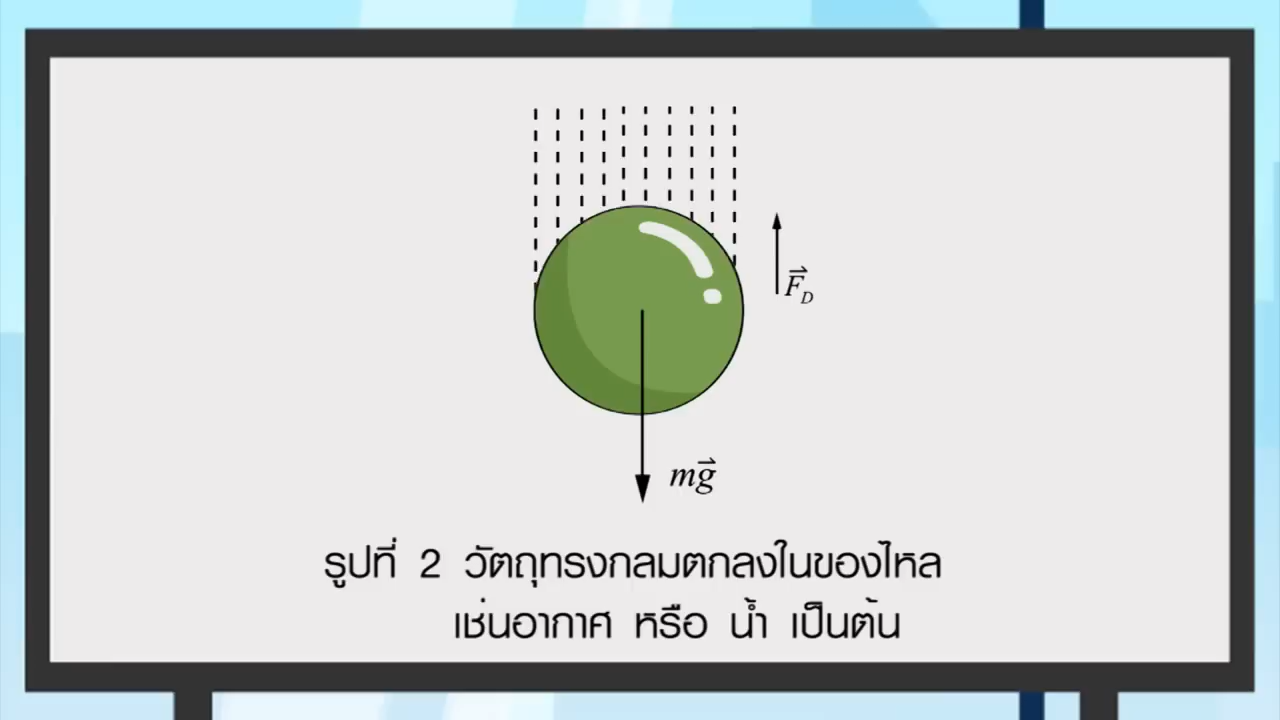 F⃗_D
mg⃗
รูปที่ 2 วัตถุทรงกลมตกลงในของไหล
เช่นอากาศ หรือ น้ำ เป็นต้น